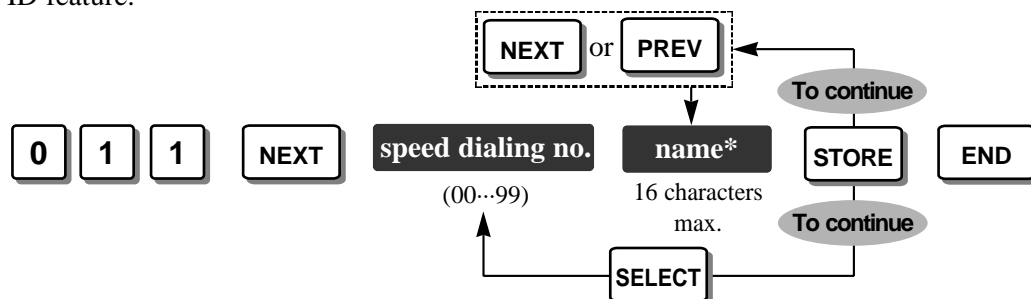 ID feature.
NEXT or PREV
To continue
0 1 1 NEXT speed dialing no. name* STORE END
(00···99) 16 characters
max.
To continue
SELECT